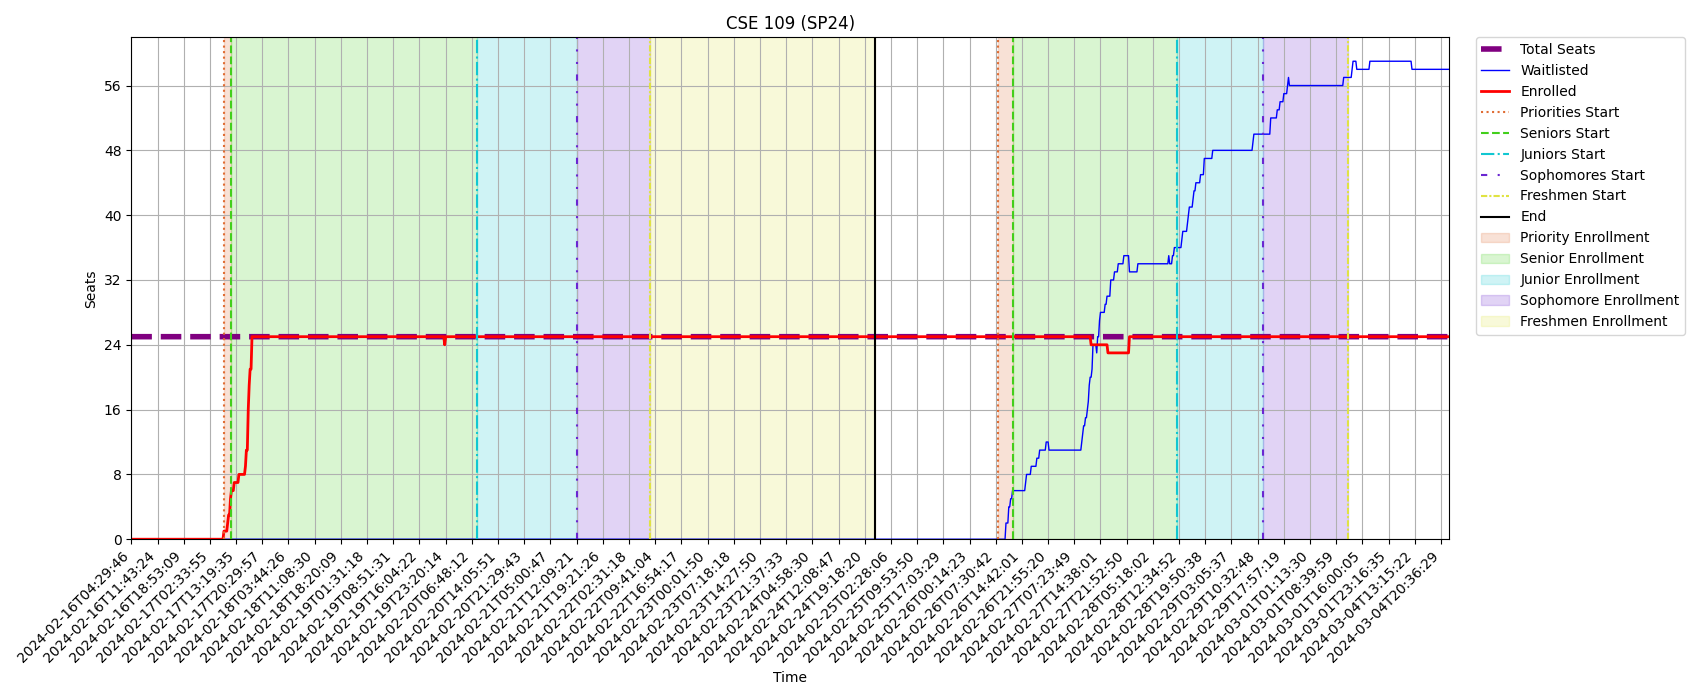 CSE 109 (SP24)
Total Seats
Waitlisted
Enrolled
Priorities Start
Seniors Start
Juniors Start
Sophomores Start
Freshmen Start
End
Priority Enrollment
Senior Enrollment
Junior Enrollment
Sophomore Enrollment
Freshmen Enrollment
Seats
56
48
40
32
24
16
8
0
2024-02-16T04:29:46
2024-02-16T11:43:24
2024-02-16T18:53:09
2024-02-17T02:33:55
2024-02-17T13:19:35
2024-02-17T20:29:57
2024-02-18T03:44:26
2024-02-18T11:08:30
2024-02-18T18:20:09
2024-02-19T01:31:18
2024-02-19T08:51:31
2024-02-19T16:04:22
2024-02-19T23:20:14
2024-02-20T06:48:12
2024-02-20T14:05:51
2024-02-20T21:29:43
2024-02-21T05:00:47
2024-02-21T12:09:21
2024-02-21T19:21:26
2024-02-22T02:31:18
2024-02-22T09:41:04
2024-02-22T16:54:17
2024-02-23T00:01:50
2024-02-23T07:18:18
2024-02-23T14:27:50
2024-02-23T21:37:33
2024-02-24T04:58:30
2024-02-24T12:08:47
2024-02-24T19:18:20
2024-02-25T02:28:06
2024-02-25T09:53:50
2024-02-25T17:03:29
2024-02-26T00:14:23
2024-02-26T07:30:42
2024-02-26T14:42:01
2024-02-26T21:55:20
2024-02-27T07:23:49
2024-02-27T14:38:01
2024-02-27T21:52:50
2024-02-28T05:18:02
2024-02-28T12:34:52
2024-02-28T19:50:38
2024-02-29T03:05:37
2024-02-29T10:32:48
2024-02-29T17:57:19
2024-03-01T01:13:30
2024-03-01T08:39:59
2024-03-01T16:00:05
2024-03-01T23:16:35
2024-03-04T13:15:22
2024-03-04T20:36:29
Time